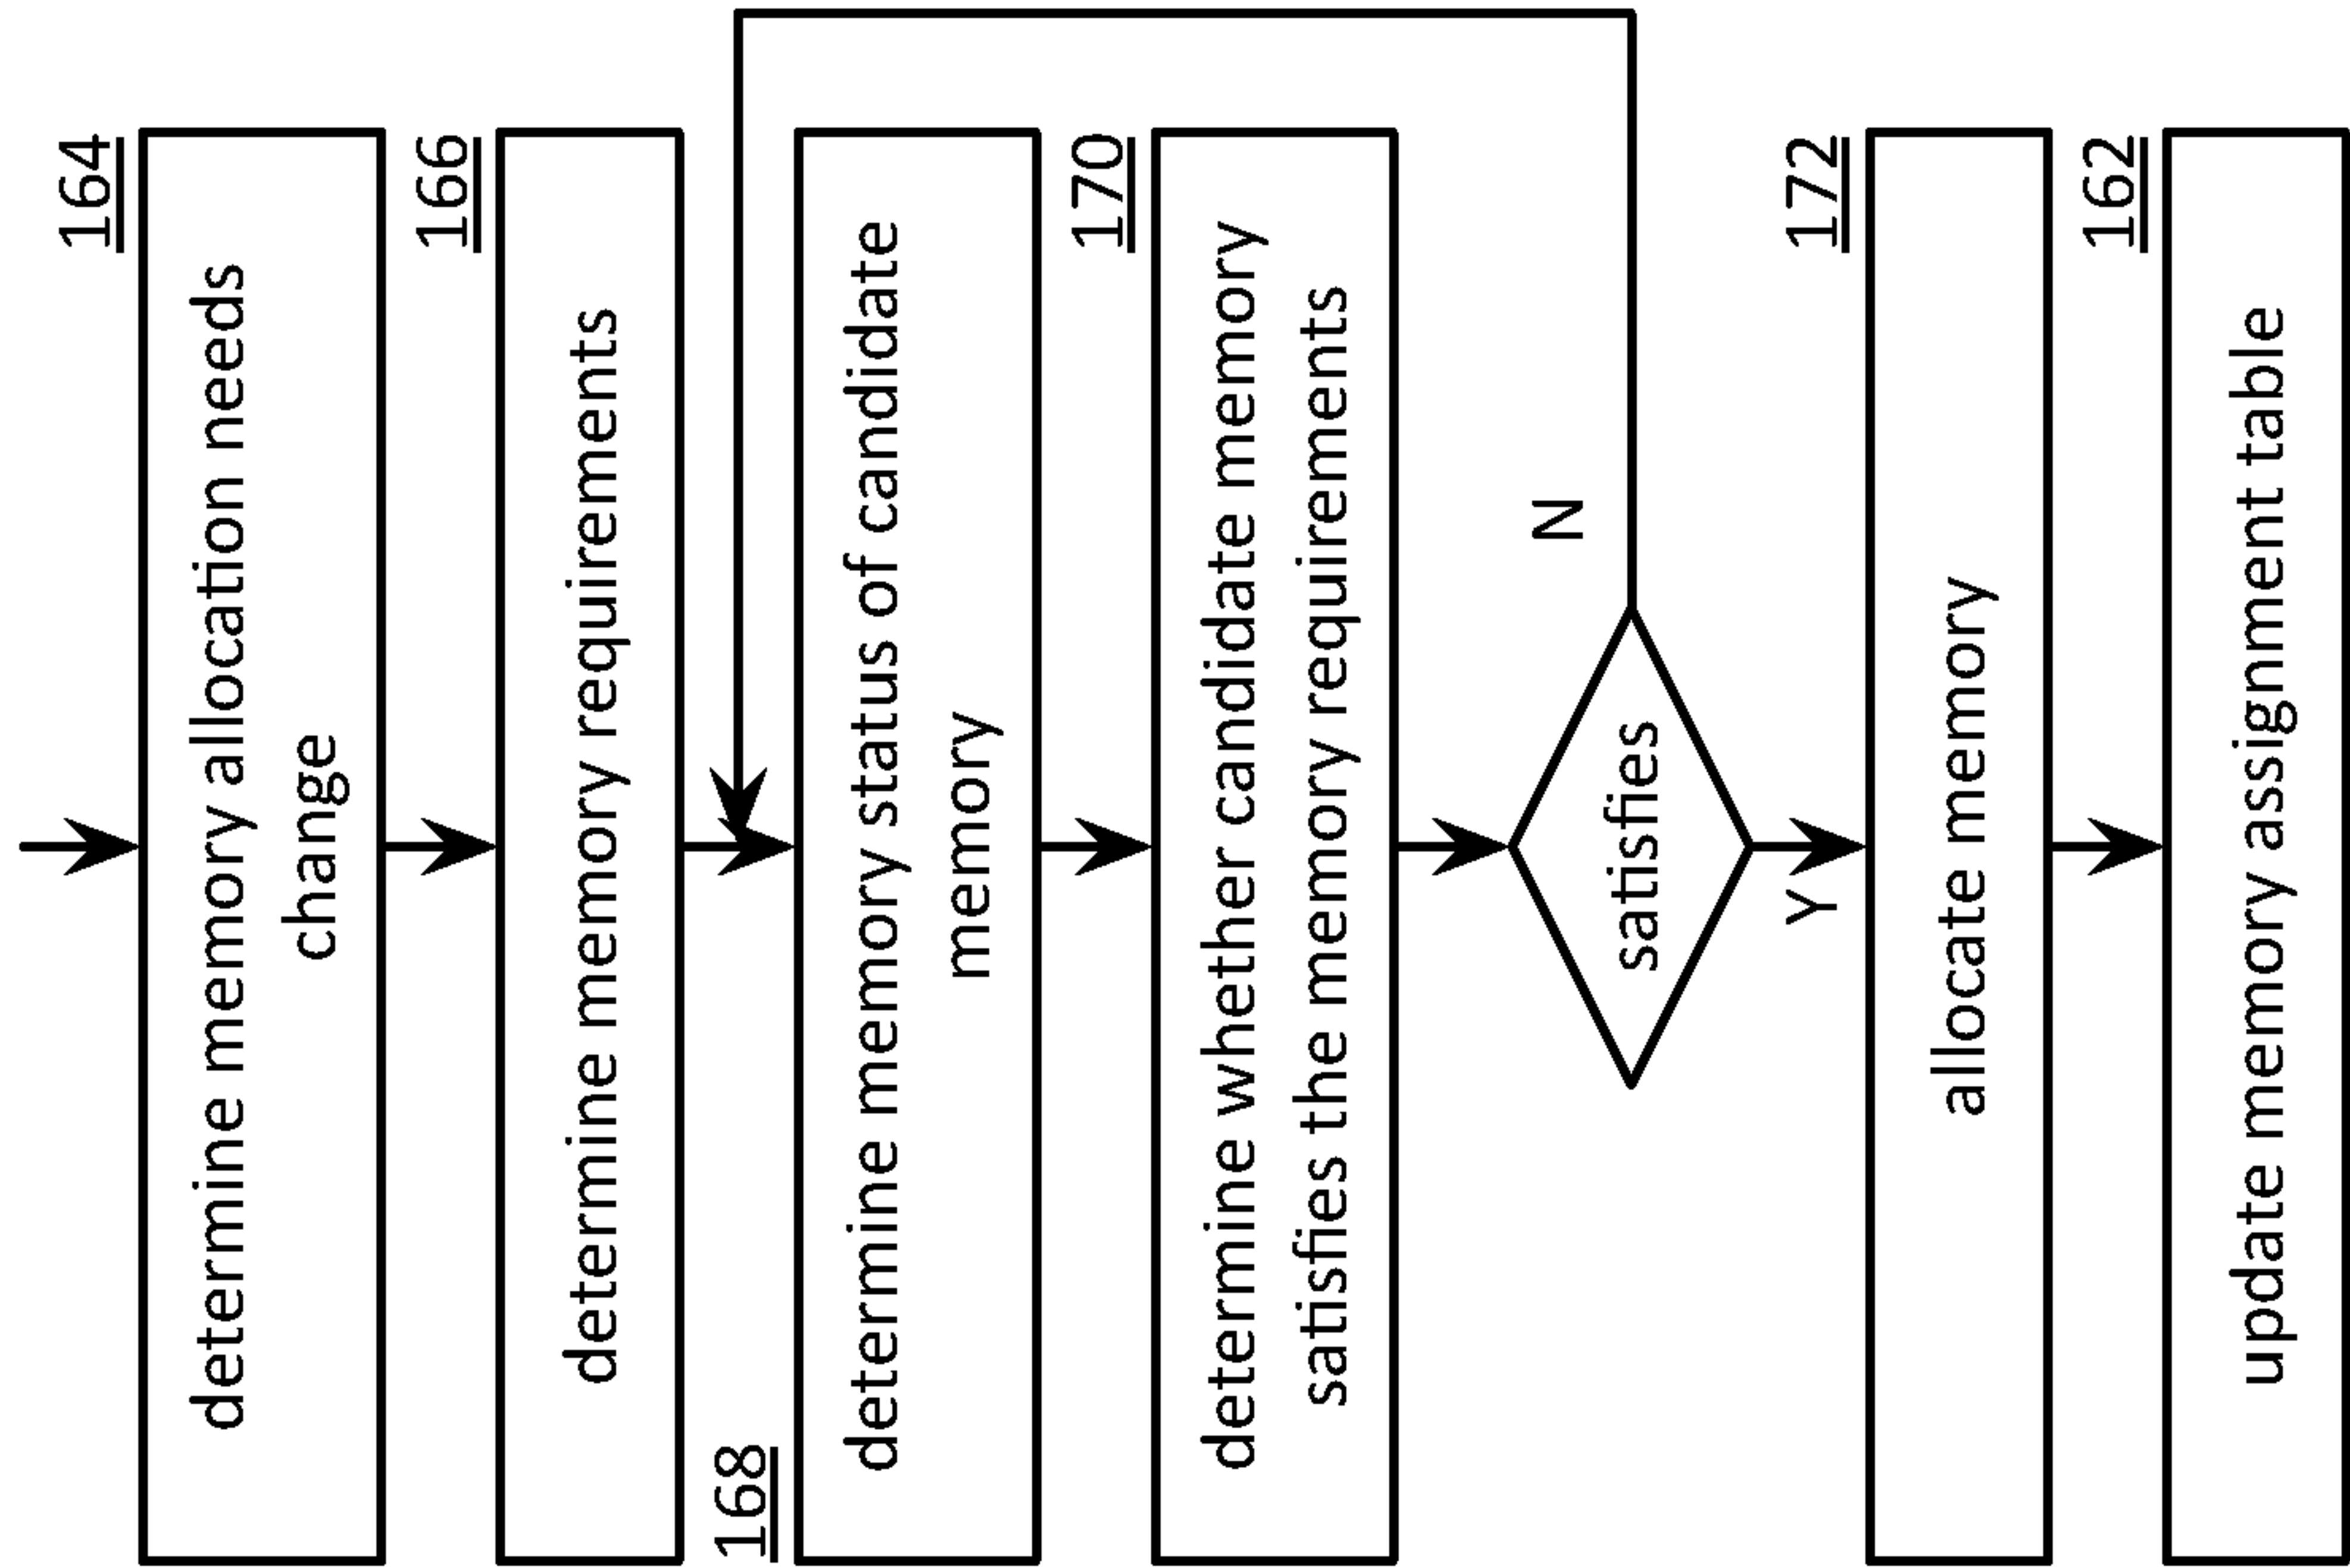 164
determine memory allocation needs
change
166
determine memory requirements
168
determine memory status of candidate
memory
170
determine whether candidate memory
satisfies the memory requirements
satisfies
N
Y
172
allocate memory
162
update memory assignment table